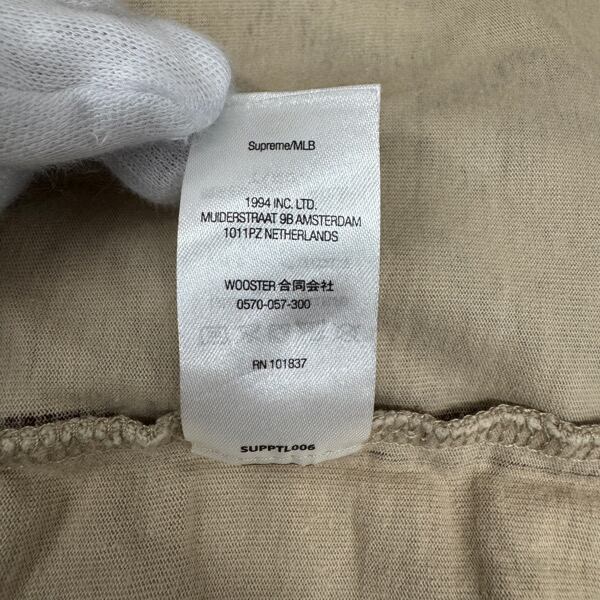 Supreme/MLB
1994 INC. LTD.
MUIDERSTRAAT 9B AMSTERDAM
1011PZ NETHERLANDS
WOOSTER 合同会社
0570-057-300
RN 101837
SUPPTL006